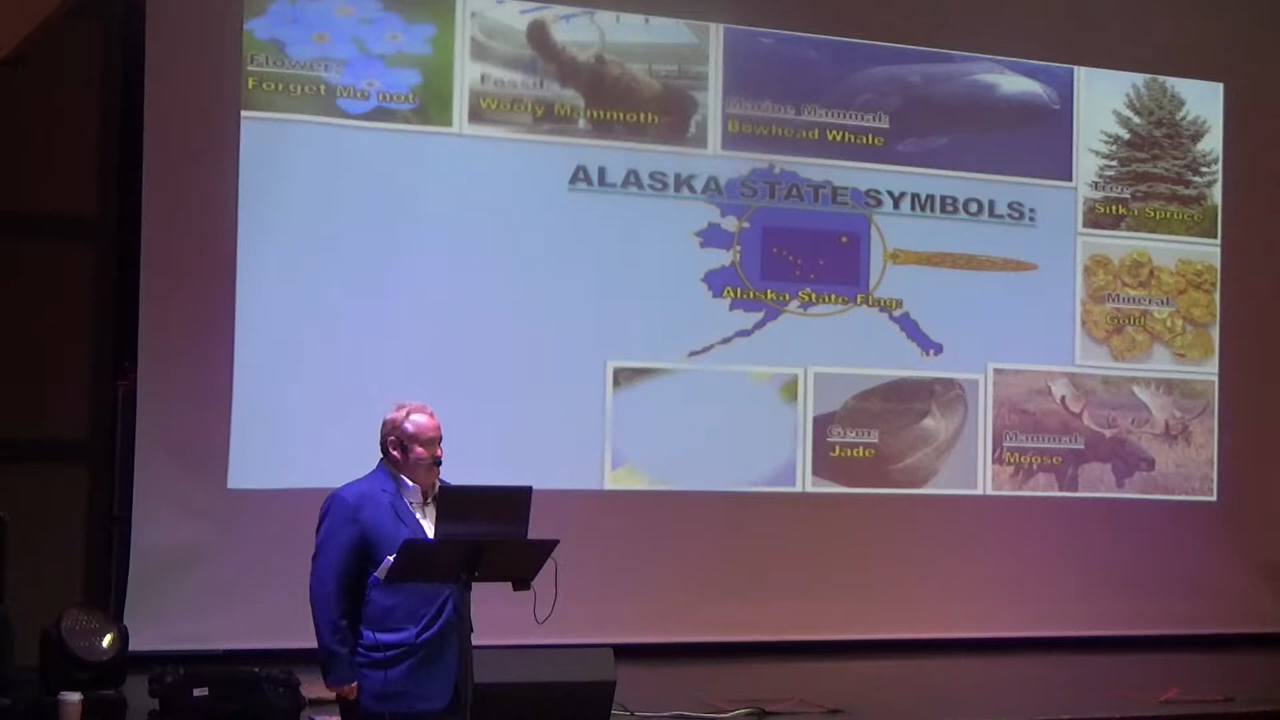 Flower:
Forget Me not
Fossil:
Wooly Mammoth
Marine Mammal:
Bowhead Whale
Tree:
Sitka Spruce
ALASKA STATE SYMBOLS:
Alaska State Flag:
Mineral:
Gold
Gem:
Jade
Mammal:
Moose